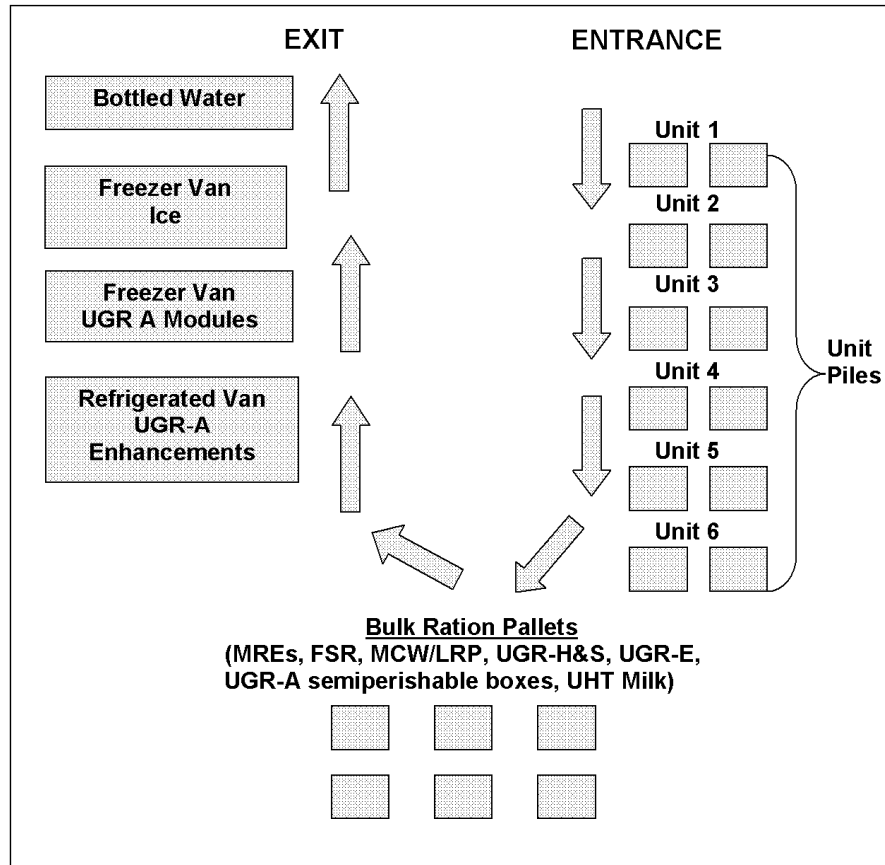 EXIT
ENTRANCE
Bottled Water
Freezer Van
Ice
Freezer Van
UGR A Modules
Refrigerated Van
UGR-A
Enhancements
Unit 1
Unit 2
Unit 3
Unit 4
Unit 5
Unit 6
Unit
Piles
Bulk Ration Pallets
(MREs, FSR, MCW/LRP, UGR-H&S, UGR-E,
UGR-A semiperishable boxes, UHT Milk)